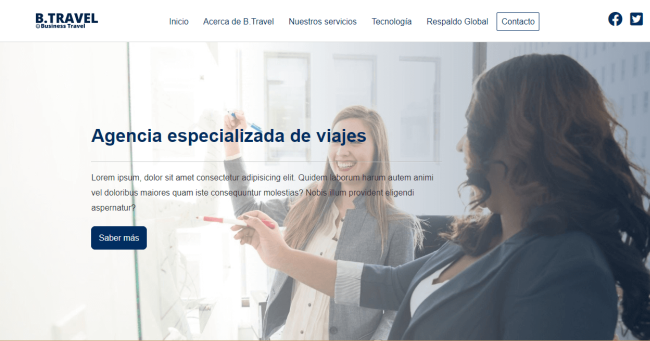 B.TRAVEL
Business Travel
Inicio Acerca de B.Travel Nuestros servicios Tecnología Respaldo Global Contacto
Agencia especializada de viajes
Lorem ipsum, dolor sit amet consectetur adipisicing elit. Quidem laborum harum autem animi
vel doloribus maiores quam iste consequuntur molestias? Nobis illum provident eligendi
aspernatur?
Saber más